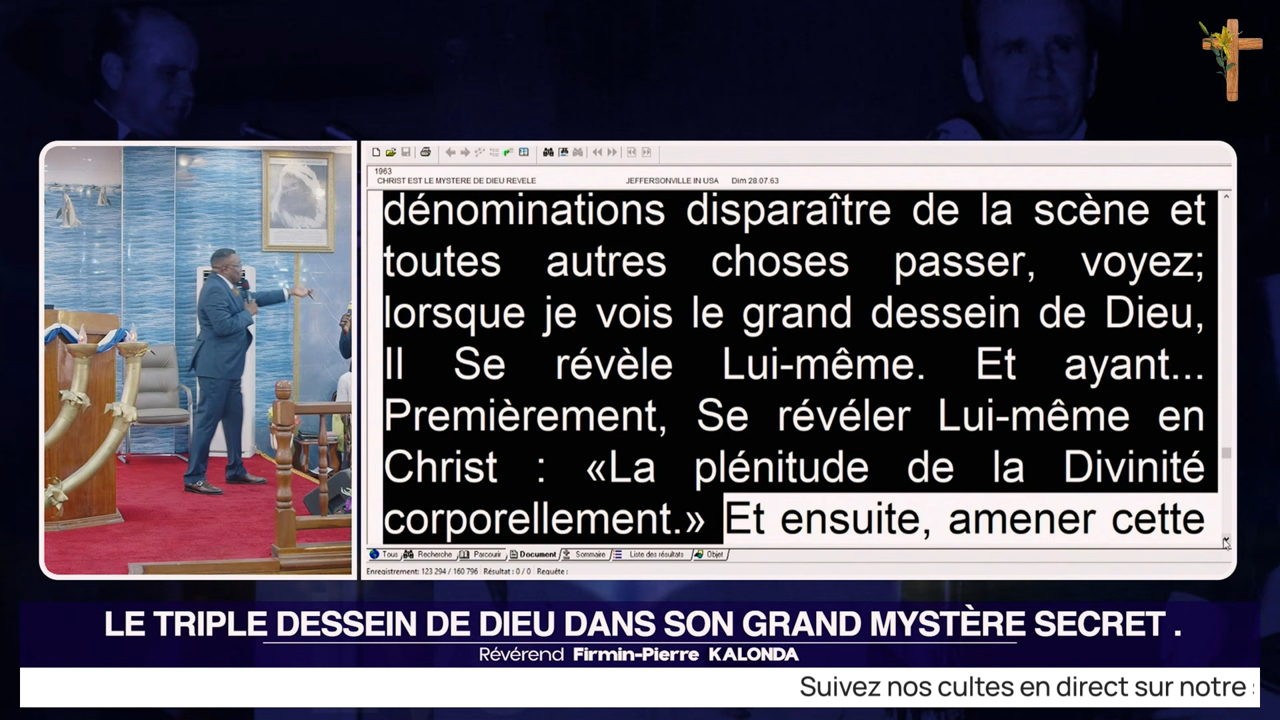 1963
CHRIST EST LE MYSTERE DE DIEU REVELE JEFFERSONVILLE IN USA Dim 28.07.63
dénominations disparaître de la scène et
toutes autres choses passer, voyez;
lorsque je vois le grand dessein de Dieu,
Il Se révèle Lui-même. Et ayant...
Premièrement, Se révéler Lui-même en
Christ : «La plénitude de la Divinité
corporellement.» Et ensuite, amener cette
Tous Recherche Parcourir Document Sommaire Liste des résultats Objet
Enregistrement: 123 294 / 160 796 Résultat : 0 / 0 Requête :
LE TRIPLE DESSEIN DE DIEU DANS SON GRAND MYSTÈRE SECRET .
Révérend Firmin-Pierre KALONDA
Suivez nos cultes en direct sur notre